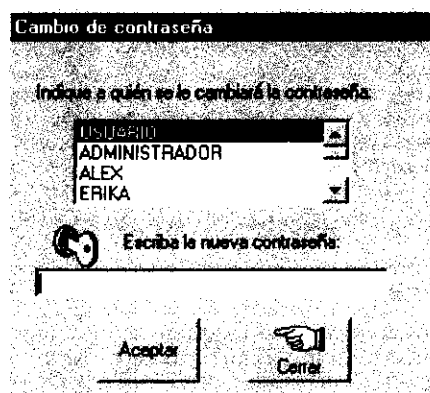 Cambio de contraseña
Indique a quién se le cambiará la contraseña:
USUARIO
ADMINISTRADOR
ALEX
ERIKA
Escriba la nueva contraseña:
Aceptar
Cerrar